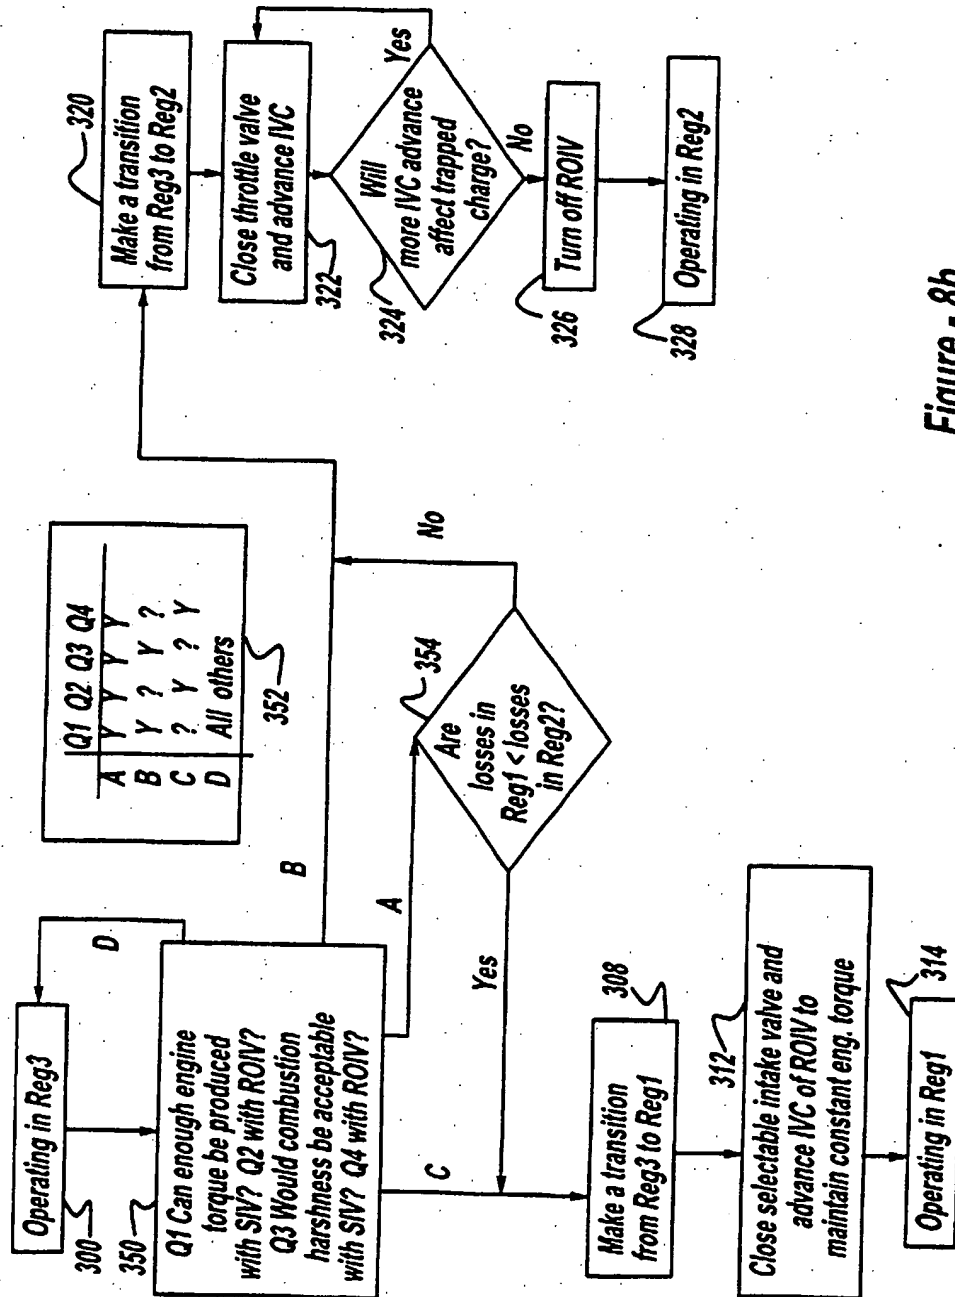 Operating in Reg3
300
D
350
Q1 Can enough engine
torque be produced
with SIV? Q2 with ROIV?
Q3 Would combustion
harshness be acceptable
with SIV? Q4 with ROIV?
Q1 Q2 Q3 Q4
A Y Y Y Y
B Y ? Y ?
C ? Y ? Y
D All others
352
B
A
C
Are
losses in
Reg1 < losses
in Reg2?
354
Yes
No
Make a transition
from Reg3 to Reg1
308
Close selectable intake valve and
advance IVC of ROIV to
maintain constant eng. torque
312
Operating in Reg1
314
Make a transition
from Reg3 to Reg2
320
Close throttle valve
and advance IVC
322
Will
more IVC advance
affect trapped
charge?
324
Yes
No
Turn off ROIV
326
Operating in Reg2
328
Figure - 8b